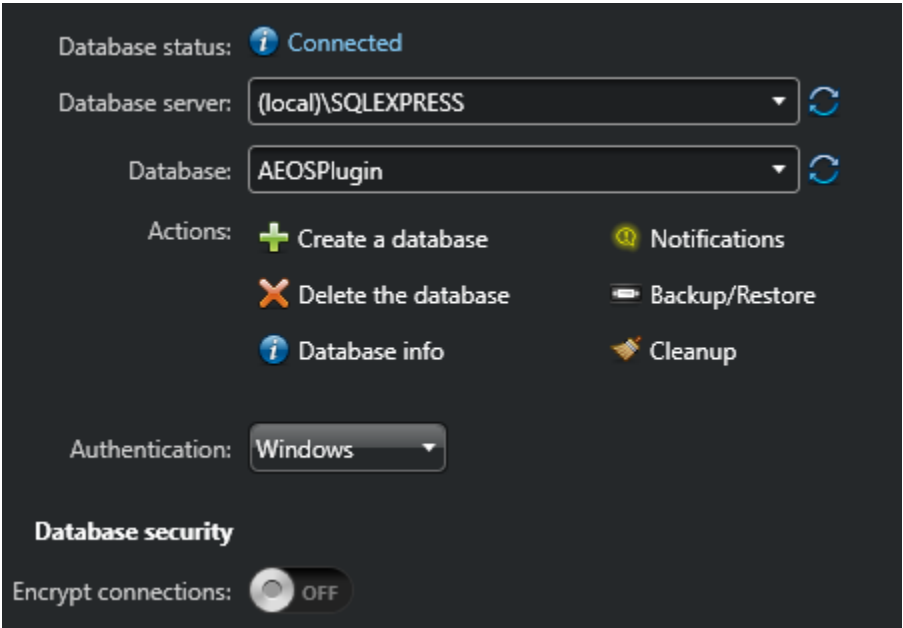 Database status: Connected
Database server: (local)\SQLEXPRESS
Database: AEOSPlugin
Actions: Create a database Notifications
Delete the database Backup/Restore
Database info Cleanup
Authentication: Windows
Database security
Encrypt connections: OFF